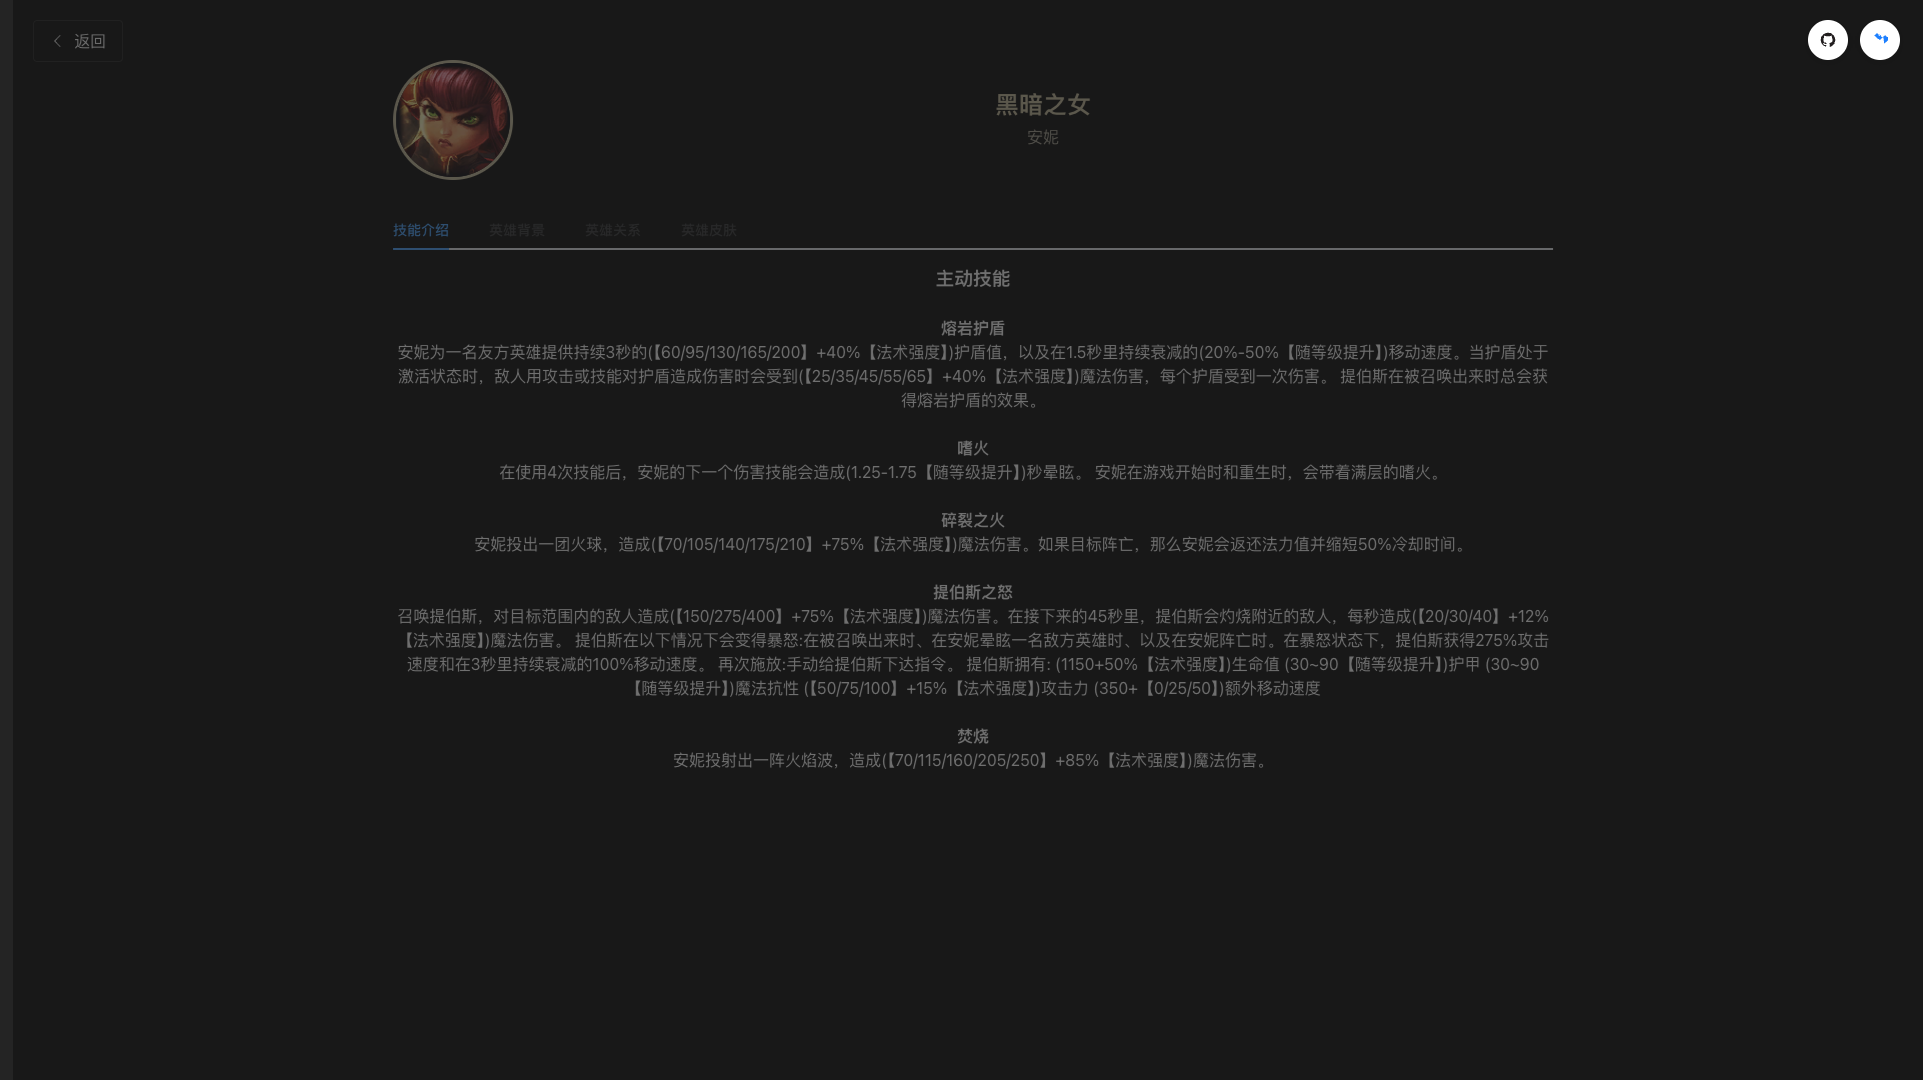 返回
黑暗之女
安妮
技能介绍
英雄背景
英雄关系
英雄皮肤
主动技能
熔岩护盾
安妮为一名友方英雄提供持续3秒的(【60/95/130/165/200】+40%【法术强度】)护盾值，以及在1.5秒里持续衰减的(20%-50%【随等级提升】)移动速度。当护盾处于
激活状态时，敌人用攻击或技能对护盾造成伤害时会受到(【25/35/45/55/65】+40%【法术强度】)魔法伤害，每个护盾受到一次伤害。 提伯斯在被召唤出来时总会获
得熔岩护盾的效果。
嗜火
在使用4次技能后，安妮的下一个伤害技能会造成(1.25-1.75【随等级提升】)秒晕眩。 安妮在游戏开始时和重生时，会带着满层的嗜火。
碎裂之火
安妮投出一团火球，造成(【70/105/140/175/210】+75%【法术强度】)魔法伤害。如果目标阵亡，那么安妮会返还法力值并缩短50%冷却时间。
提伯斯之怒
召唤提伯斯，对目标范围内的敌人造成(【150/275/400】+75%【法术强度】)魔法伤害。在接下来的45秒里，提伯斯会灼烧附近的敌人，每秒造成(【20/30/40】+12%
【法术强度】)魔法伤害。 提伯斯在以下情况下会变得暴怒:在被召唤出来时、在安妮晕眩一名敌方英雄时、以及在安妮阵亡时。在暴怒状态下，提伯斯获得275%攻击
速度和在3秒里持续衰减的100%移动速度。 再次施放:手动给提伯斯下达指令。 提伯斯拥有: (1150+50%【法术强度】)生命值 (30~90【随等级提升】)护甲 (30~90
【随等级提升】)魔法抗性 (【50/75/100】+15%【法术强度】)攻击力 (350+【0/25/50】)额外移动速度
焚烧
安妮投射出一阵火焰波，造成(【70/115/160/205/250】+85%【法术强度】)魔法伤害。